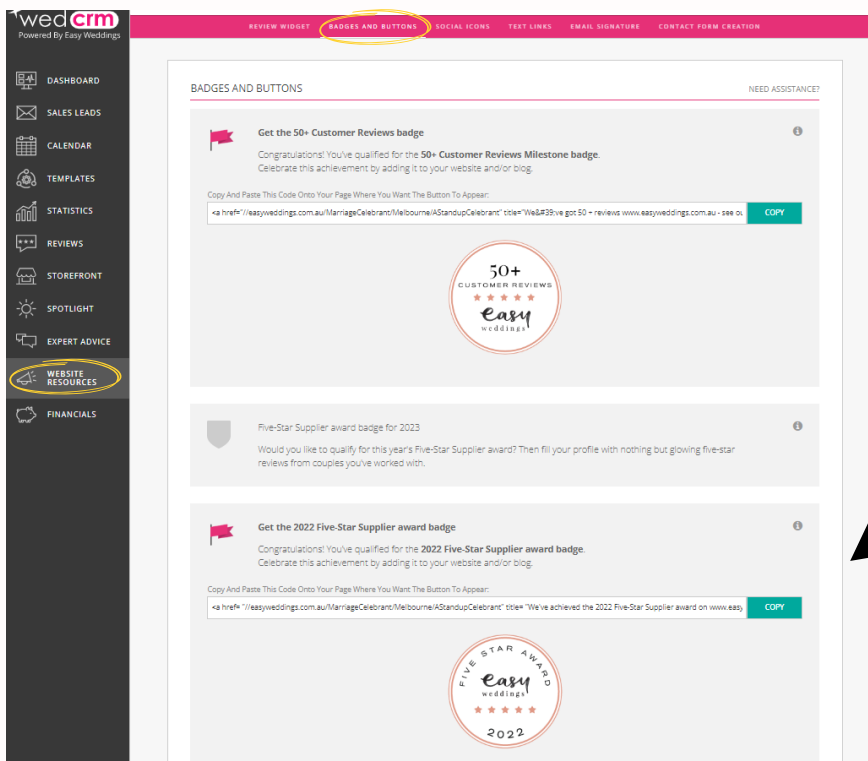 wedcrm
Powered By Easy Weddings
REVIEW WIDGET BADGES AND BUTTONS SOCIAL ICONS TEXT LINKS EMAIL SIGNATURE CONTACT FORM CREATION
DASHBOARD
SALES LEADS
CALENDAR
TEMPLATES
STATISTICS
REVIEWS
STOREFRONT
SPOTLIGHT
EXPERT ADVICE
WEBSITE
RESOURCES
FINANCIALS
BADGES AND BUTTONS NEED ASSISTANCE?
Get the 50+ Customer Reviews badge
Congratulations! You've qualified for the 50+ Customer Reviews Milestone badge.
Celebrate this achievement by adding it to your website and/or blog.
Copy And Paste This Code Onto Your Page Where You Want The Button To Appear:
<a href="//easyweddings.com.au/MarriageCelebrant/Melbourne/AStandupCelebrant" title="We&#39;ve got 50 + reviews www.easyweddings.com.au - see ou COPY
50+
CUSTOMER REVIEWS
easy
weddings
Five-Star Supplier award badge for 2023
Would you like to qualify for this year's Five-Star Supplier award? Then fill your profile with nothing but glowing five-star
reviews from couples you've worked with.
Get the 2022 Five-Star Supplier award badge
Congratulations! You've qualified for the 2022 Five-Star Supplier award badge.
Celebrate this achievement by adding it to your website and/or blog.
Copy And Paste This Code Onto Your Page Where You Want The Button To Appear:
<a href= "//easyweddings.com.au/MarriageCelebrant/Melbourne/AStandupCelebrant" title= "We've achieved the 2022 Five-Star Supplier award on www.easy COPY
FIVE STAR AWARD
easy
weddings
2022